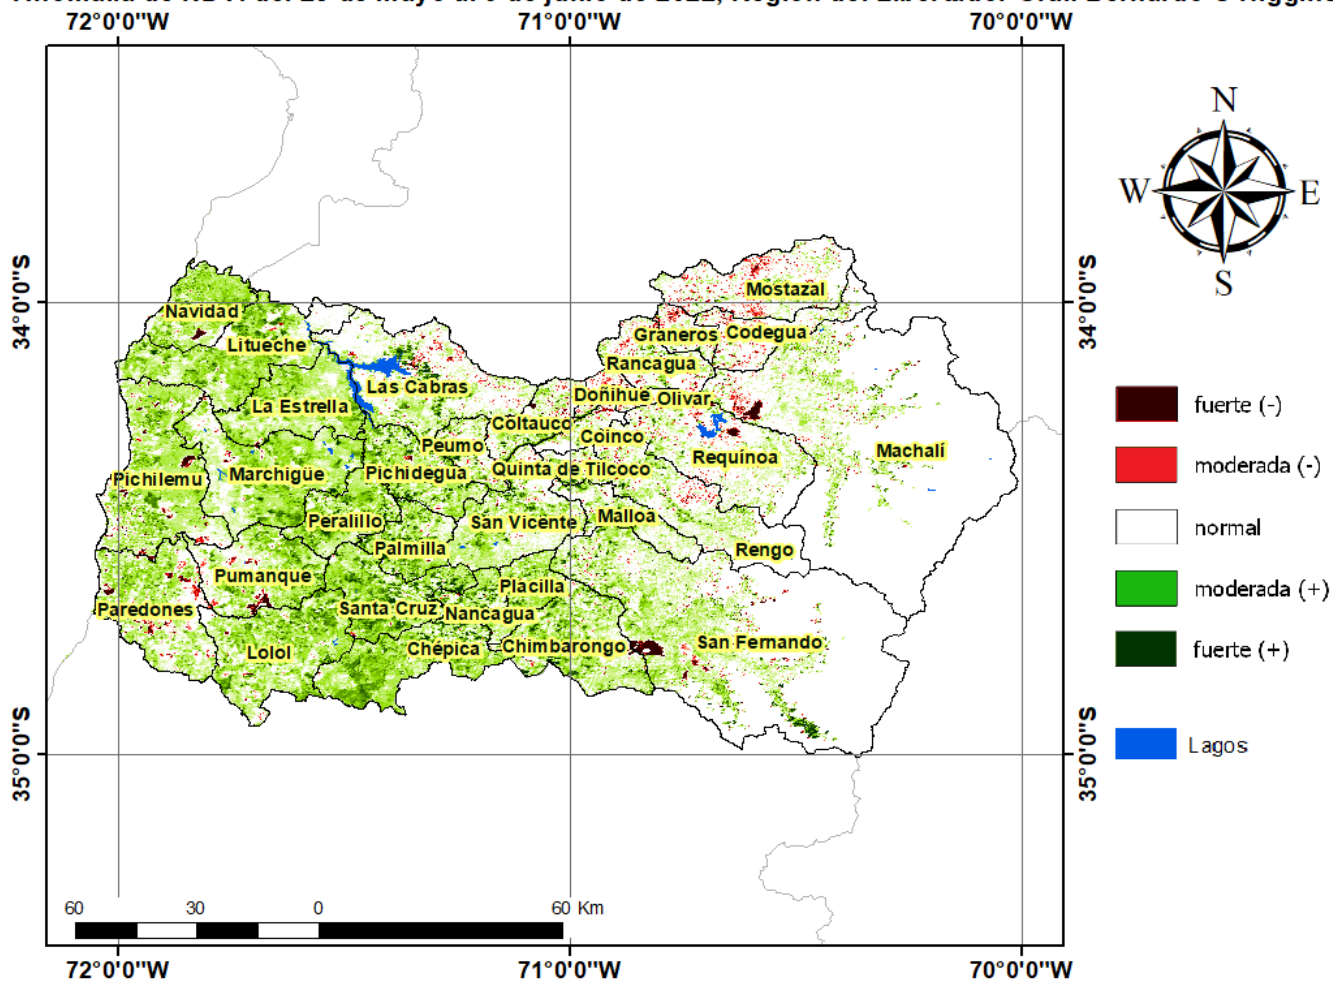 72°0'0"W 71°0'0"W 70°0'0"W
N
W E
S
34°0'0"S 34°0'0"S
Mostazal
Navidad
Graneros Codegua
Litueche
Rancagua
Las Cabras
Doñihue Olivar
La Estrella
Coltauco
Coinco
Peumo
Machalí
Requínoa
Quinta de Tilcoco
Pichidegua
Marchigüe
Pichilemu
Malloa
Peralillo
San Vicente
Palmilla
Rengo
Pumanque
Placilla
Paredones
Santa Cruz
Nancagua
San Fernando
Chimbarongo
Chépica
Lolol
35°0'0"S 35°0'0"S
fuerte (-)
moderada (-)
normal
moderada (+)
fuerte (+)
Lagos
60 30 0 60 Km
72°0'0"W 71°0'0"W 70°0'0"W